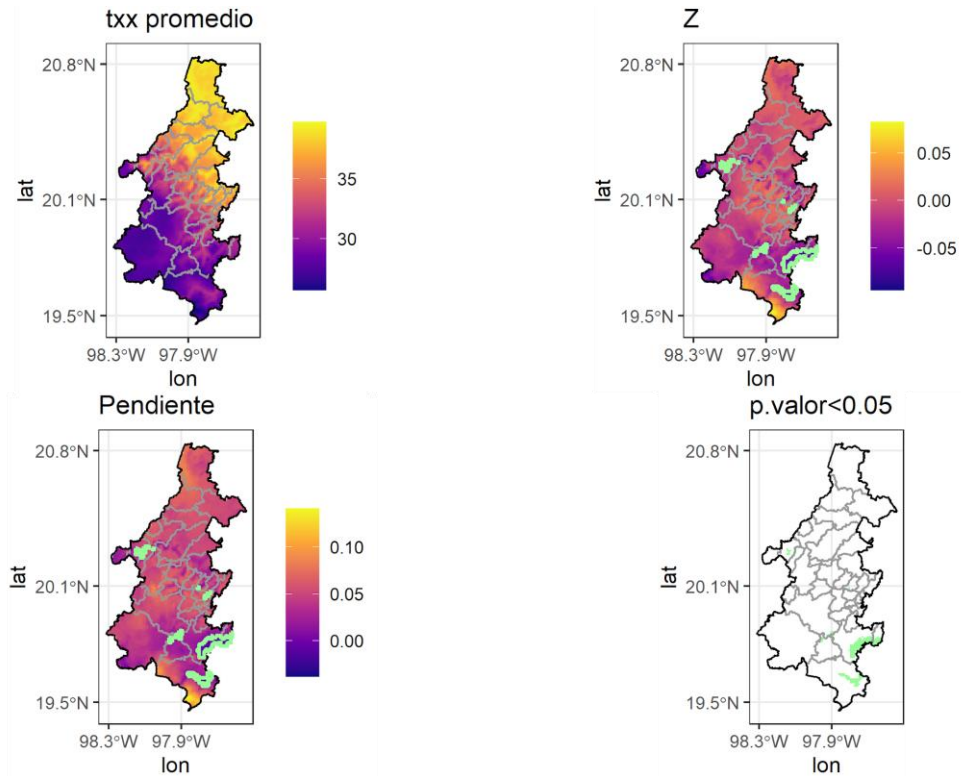 txx promedio
20.8°N
20.1°N
19.5°N
lat
98.3°W 97.9°W
lon
35
30
Z
20.8°N
20.1°N
19.5°N
lat
98.3°W 97.9°W
lon
0.05
0.00
-0.05
Pendiente
20.8°N
20.1°N
19.5°N
lat
98.3°W 97.9°W
lon
0.10
0.05
0.00
p.valor<0.05
20.8°N
20.1°N
19.5°N
lat
98.3°W 97.9°W
lon